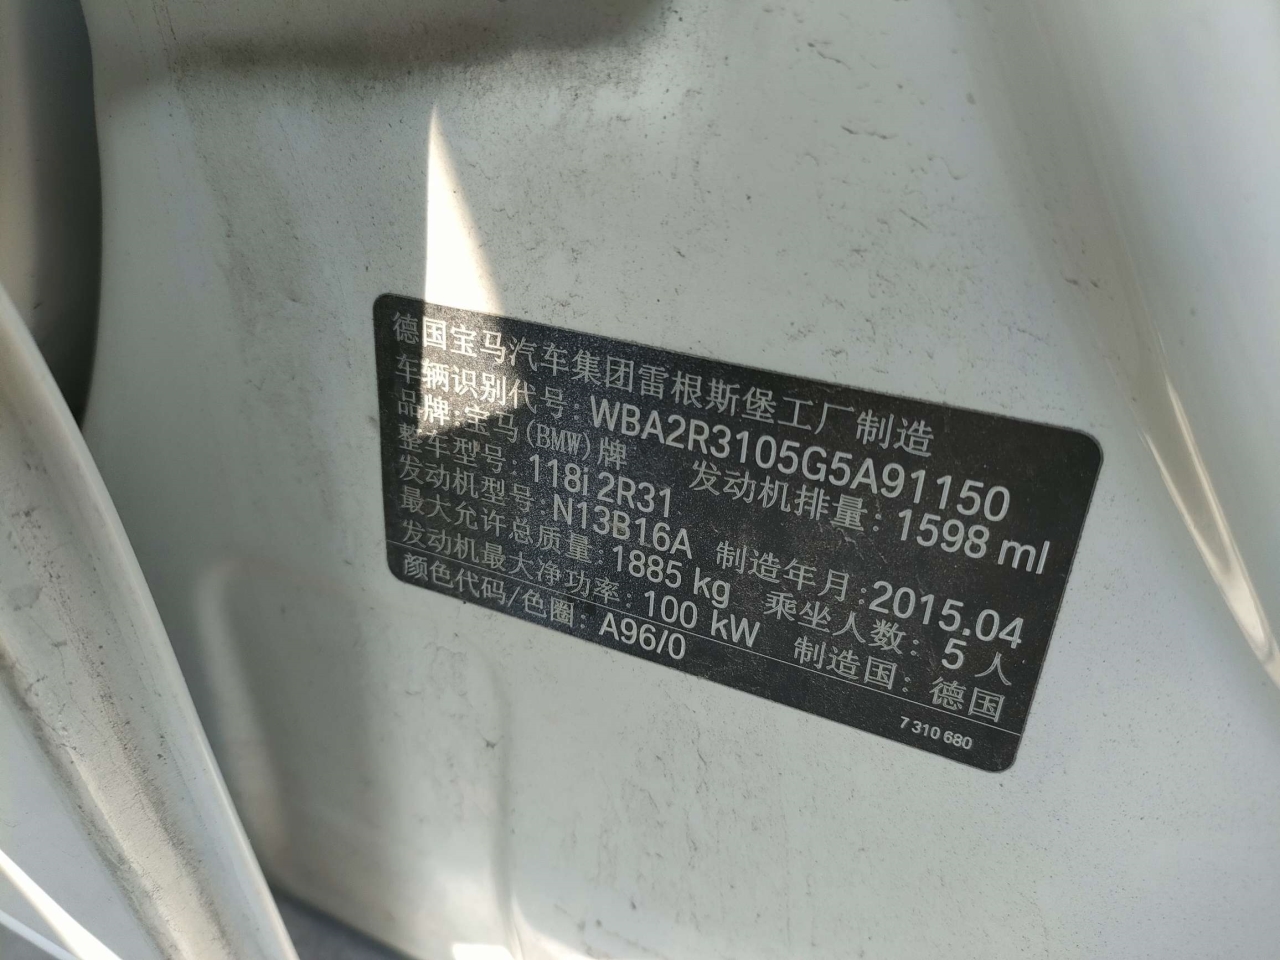 德国宝马汽车集团雷根斯堡工厂制造
车辆识别代号: WBA2R3105G5A91150
品牌: 宝马(BMW)牌 发动机排量: 1598 ml
整车型号: 118i 2R31
发动机型号: N13B16A 制造年月: 2015.04
最大允许总质量: 1885 kg 乘坐人数: 5 人
发动机最大净功率: 100 kW 制造国: 德国
颜色代码/色圈: A96/0
7 310 680